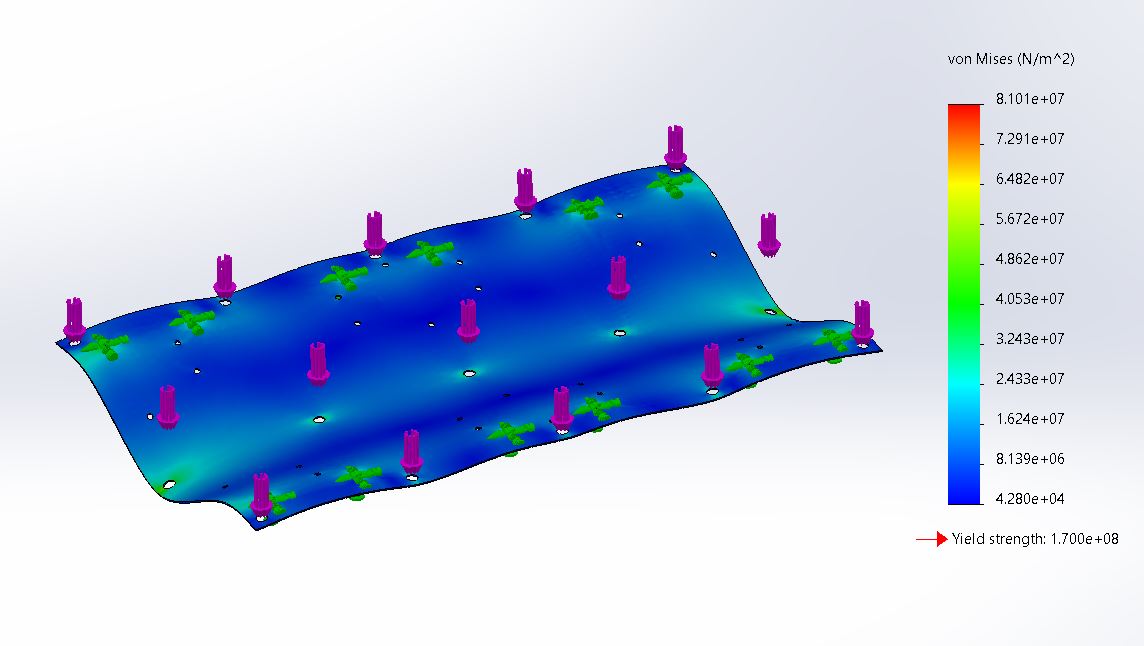 von Mises (N/m^2)
8.101e+07
7.291e+07
6.482e+07
5.672e+07
4.862e+07
4.053e+07
3.243e+07
2.433e+07
1.624e+07
8.139e+06
4.280e+04
Yield strength: 1.700e+08